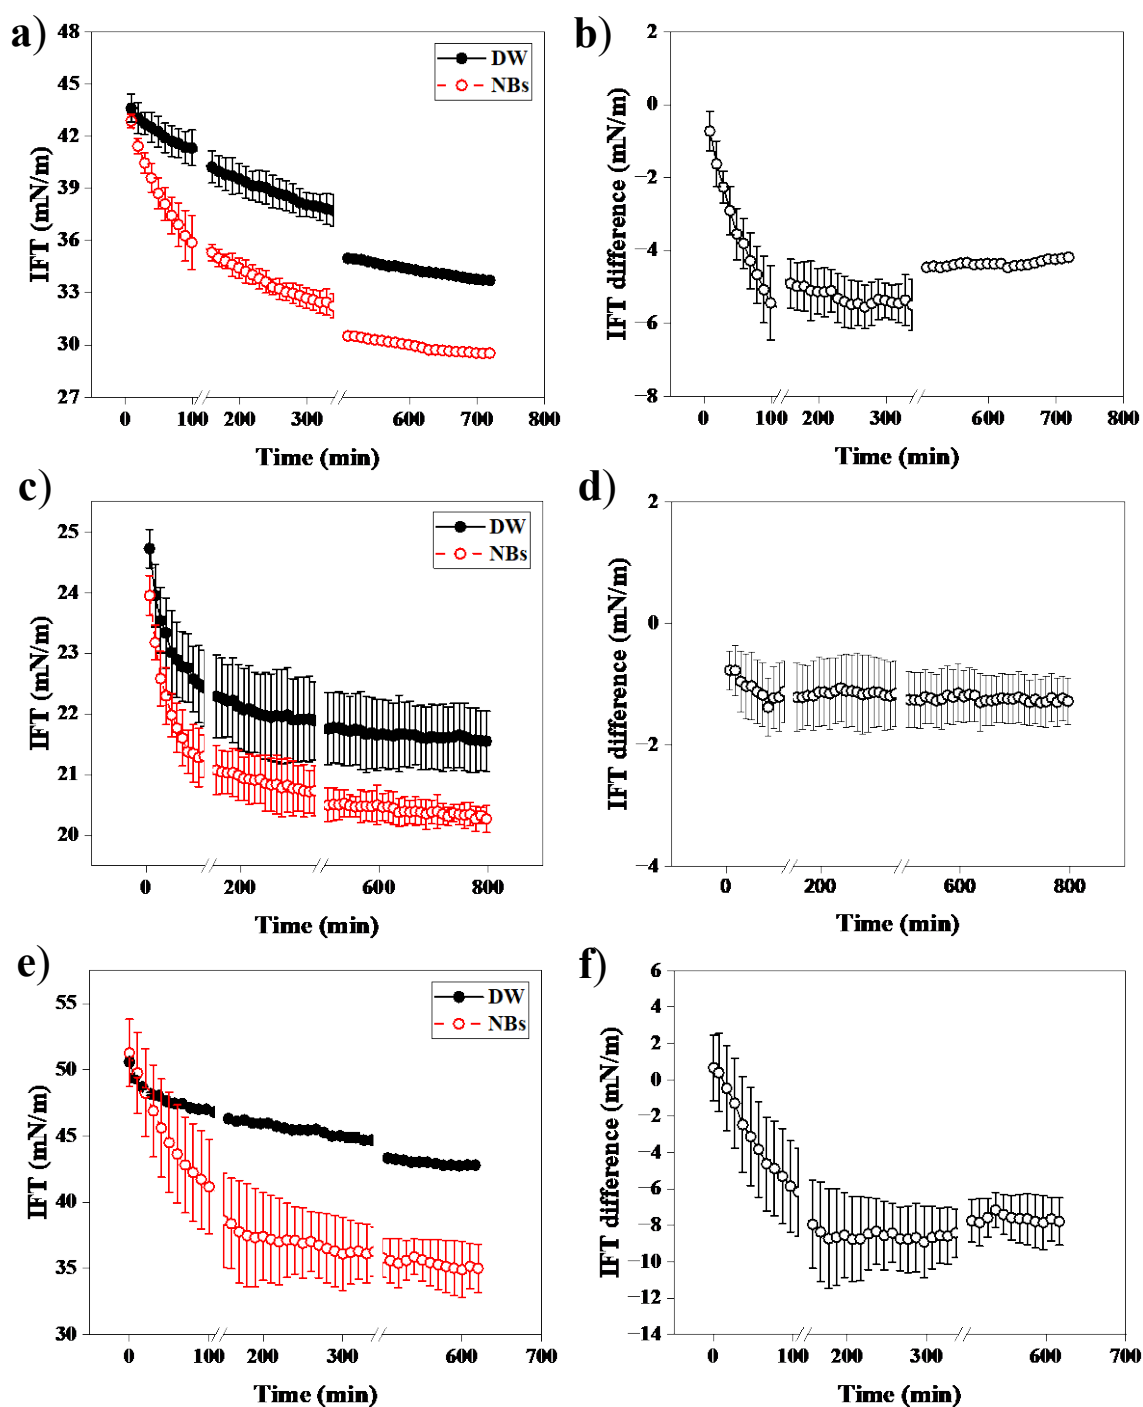 a)
48
45
42
39
36
33
30
27
IFT (mN/m)
DW
NBs
0 100 200 300 600 700 800
Time (min)
b)
2
0
−2
−4
−6
−8
IFT difference (mN/m)
0 100 200 300 600 700 800
Time (min)
c)
25
24
23
22
21
20
IFT (mN/m)
DW
NBs
0 200 600 800
Time (min)
d)
2
0
−2
−4
IFT difference (mN/m)
0 200 600 800
Time (min)
e)
55
50
45
40
35
30
IFT (mN/m)
DW
NBs
0 100 200 300 600 700
Time (min)
f)
6
4
2
0
−2
−4
−6
−8
−10
−12
−14
IFT difference (mN/m)
0 100 200 300 600 700
Time (min)